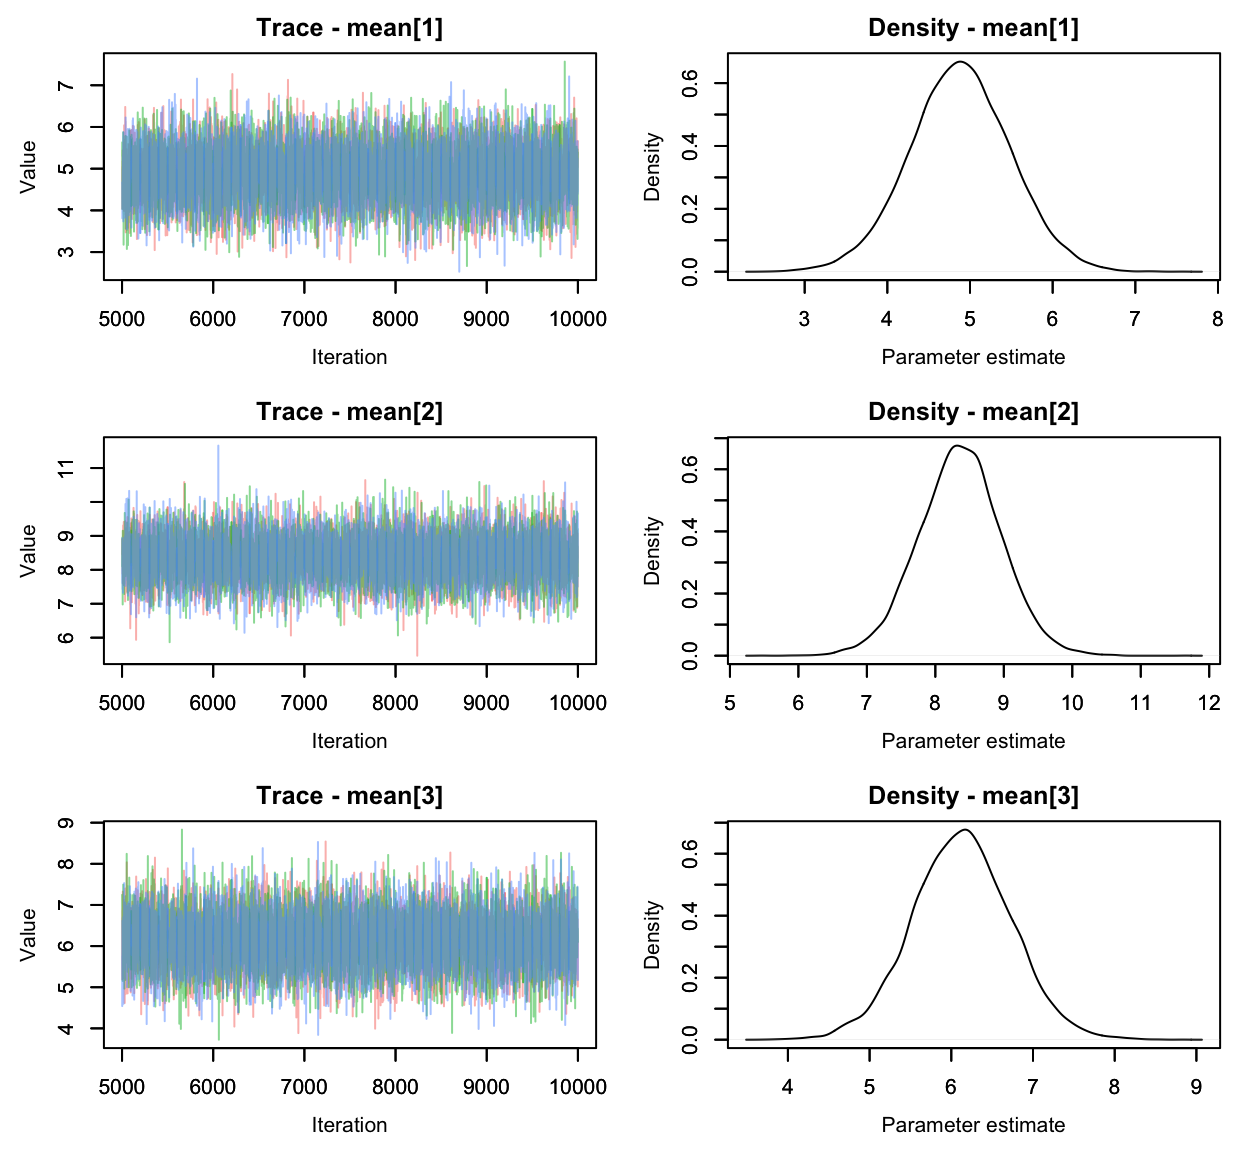 Trace - mean[1]
Value
3 4 5 6 7
5000 6000 7000 8000 9000 10000
Iteration
Density - mean[1]
Density
0.0 0.2 0.4 0.6
3 4 5 6 7 8
Parameter estimate
Trace - mean[2]
Value
6 7 8 9 11
5000 6000 7000 8000 9000 10000
Iteration
Density - mean[2]
Density
0.0 0.2 0.4 0.6
5 6 7 8 9 10 11 12
Parameter estimate
Trace - mean[3]
Value
4 5 6 7 8 9
5000 6000 7000 8000 9000 10000
Iteration
Density - mean[3]
Density
0.0 0.2 0.4 0.6
4 5 6 7 8 9
Parameter estimate